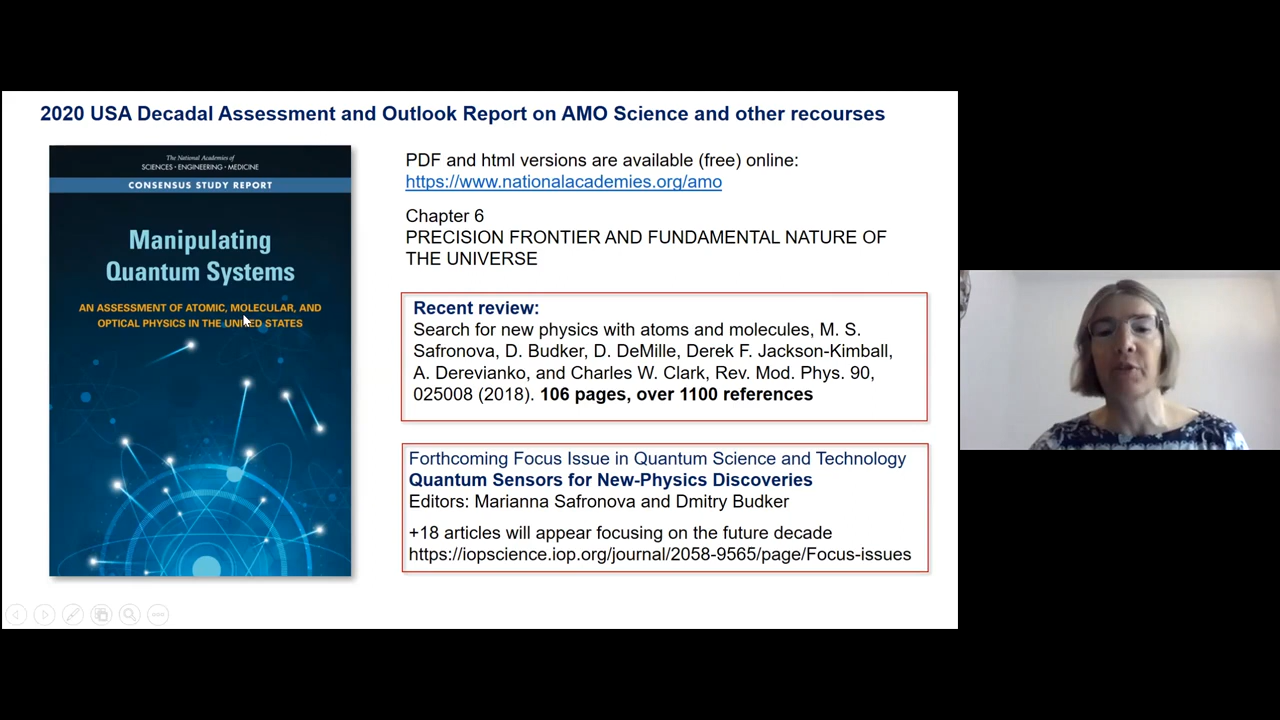 2020 USA Decadal Assessment and Outlook Report on AMO Science and other recourses
The National Academies of
SCIENCES • ENGINEERING • MEDICINE
CONSENSUS STUDY REPORT
Manipulating
Quantum Systems
AN ASSESSMENT OF ATOMIC, MOLECULAR, AND
OPTICAL PHYSICS IN THE UNITED STATES
PDF and html versions are available (free) online:
https://www.nationalacademies.org/amo
Chapter 6
PRECISION FRONTIER AND FUNDAMENTAL NATURE OF
THE UNIVERSE
Recent review:
Search for new physics with atoms and molecules, M. S.
Safronova, D. Budker, D. DeMille, Derek F. Jackson-Kimball,
A. Derevianko, and Charles W. Clark, Rev. Mod. Phys. 90,
025008 (2018). 106 pages, over 1100 references
Forthcoming Focus Issue in Quantum Science and Technology
Quantum Sensors for New-Physics Discoveries
Editors: Marianna Safronova and Dmitry Budker
+18 articles will appear focusing on the future decade
https://iopscience.iop.org/journal/2058-9565/page/Focus-issues